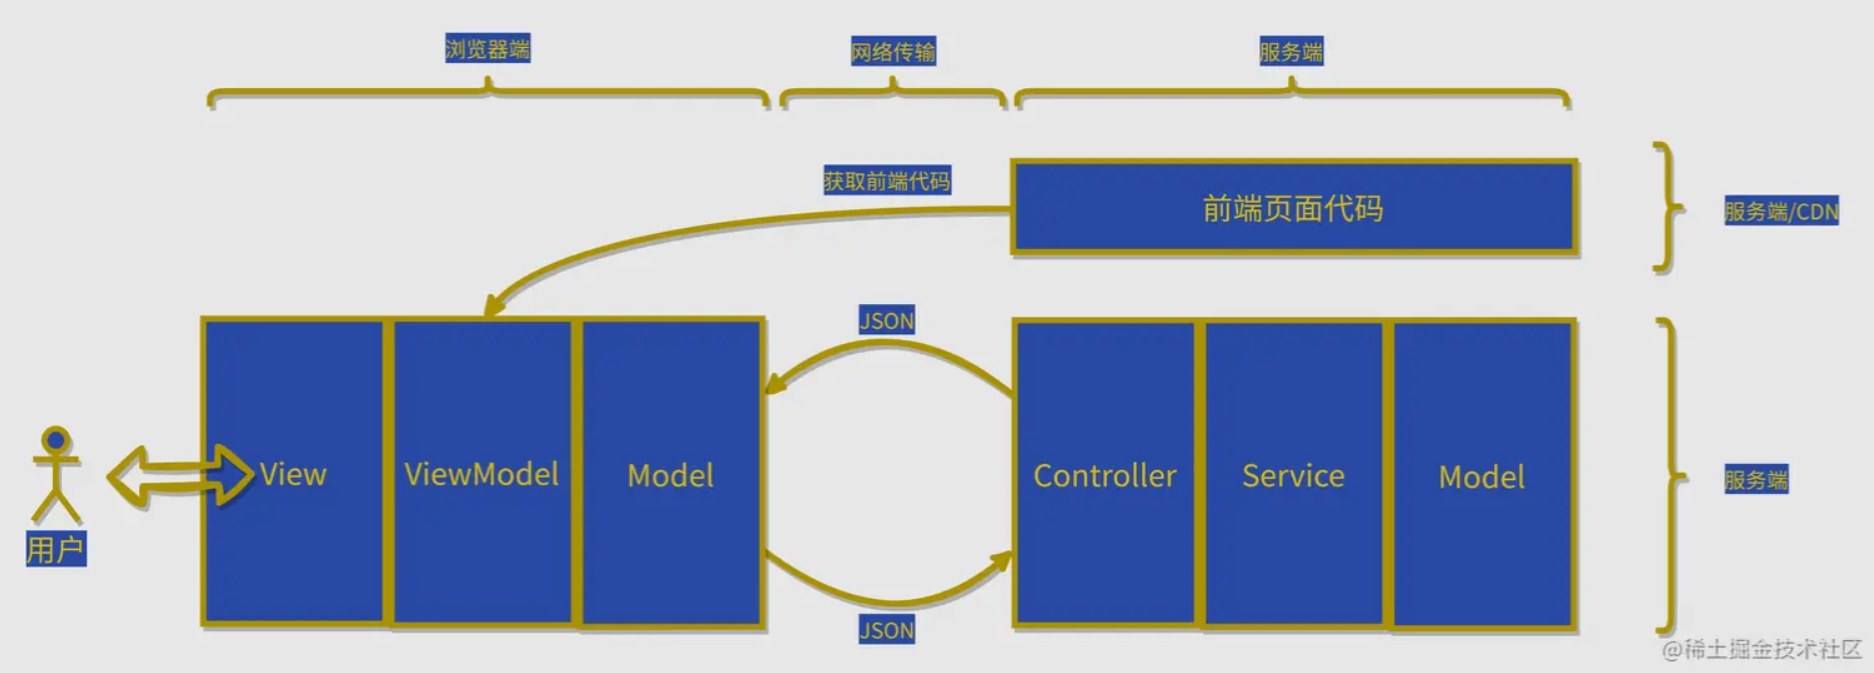 浏览器端
网络传输
服务端
获取前端代码
前端页面代码
服务端/CDN
JSON
View
ViewModel
Model
Controller
Service
Model
服务端
用户
JSON
@稀土掘金技术社区